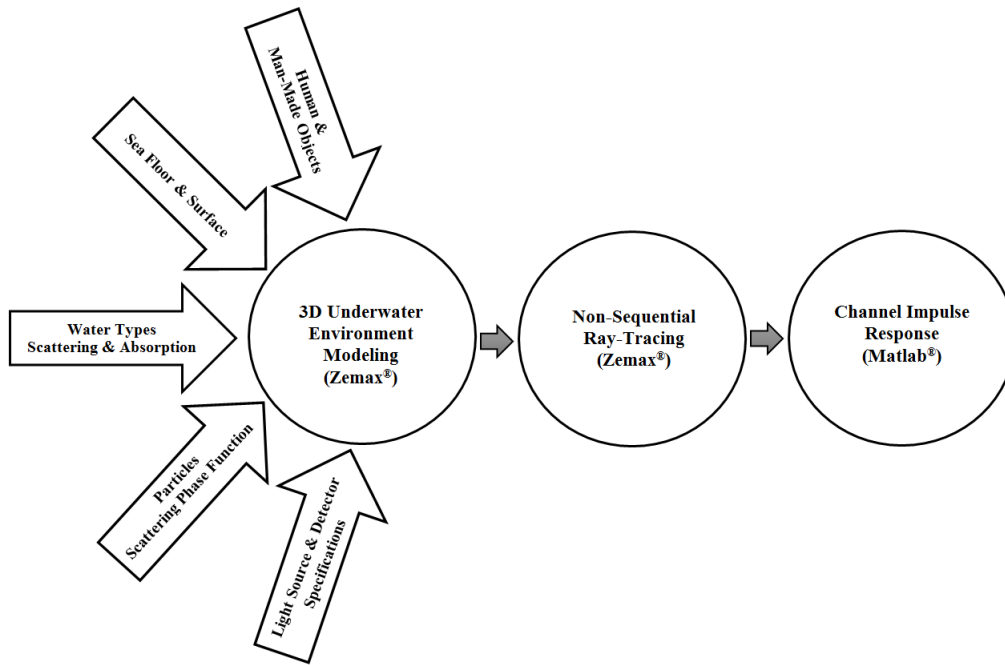 Human &
Man-Made Objects
Sea Floor & Surface
Water Types
Scattering & Absorption
Particles
Scattering Phase Function
Light Source & Detector
Specifications
3D Underwater
Environment
Modeling
(Zemax®)
Non-Sequential
Ray-Tracing
(Zemax®)
Channel Impulse
Response
(Matlab®)